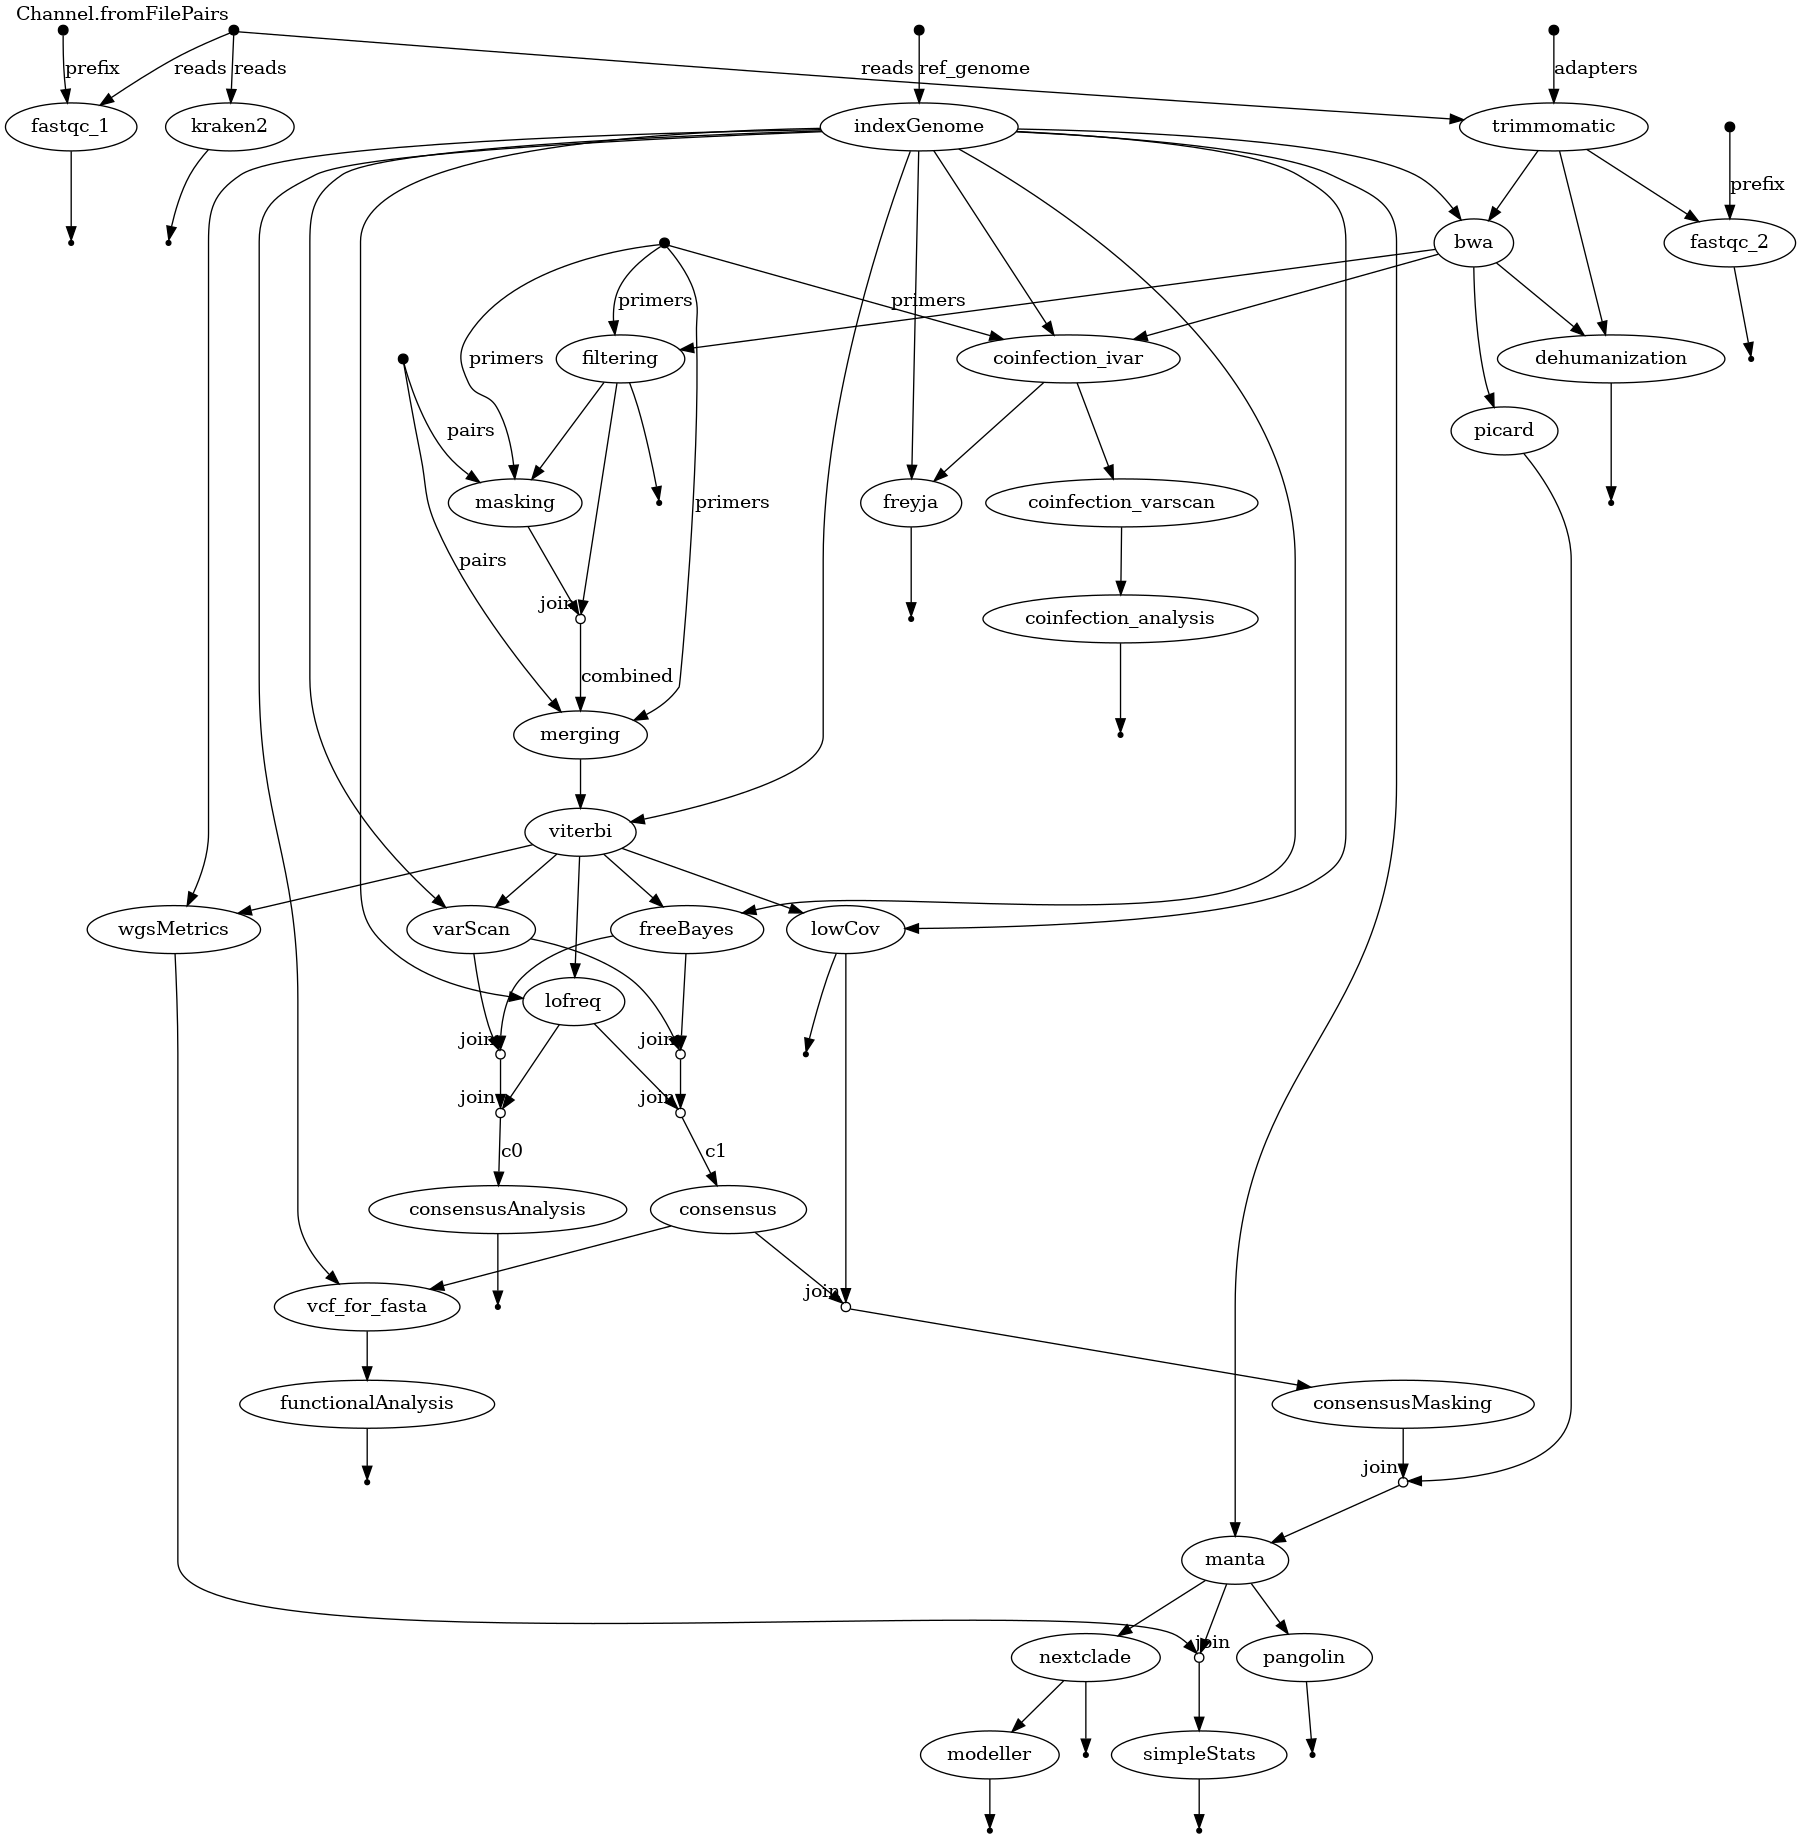 Channel.fromFilePairs
prefix
reads
reads
reads
ref_genome
adapters
fastqc_1
kraken2
indexGenome
trimmomatic
prefix
bwa
fastqc_2
primers
primers
primers
filtering
coinfection_ivar
dehumanization
pairs
picard
masking
primers
freyja
coinfection_varscan
pairs
join
coinfection_analysis
combined
merging
viterbi
wgsMetrics
varScan
freeBayes
lowCov
lofreq
join
join
join
join
c0
c1
consensusAnalysis
consensus
join
vcf_for_fasta
functionalAnalysis
consensusMasking
join
manta
join
nextclade
pangolin
modeller
simpleStats